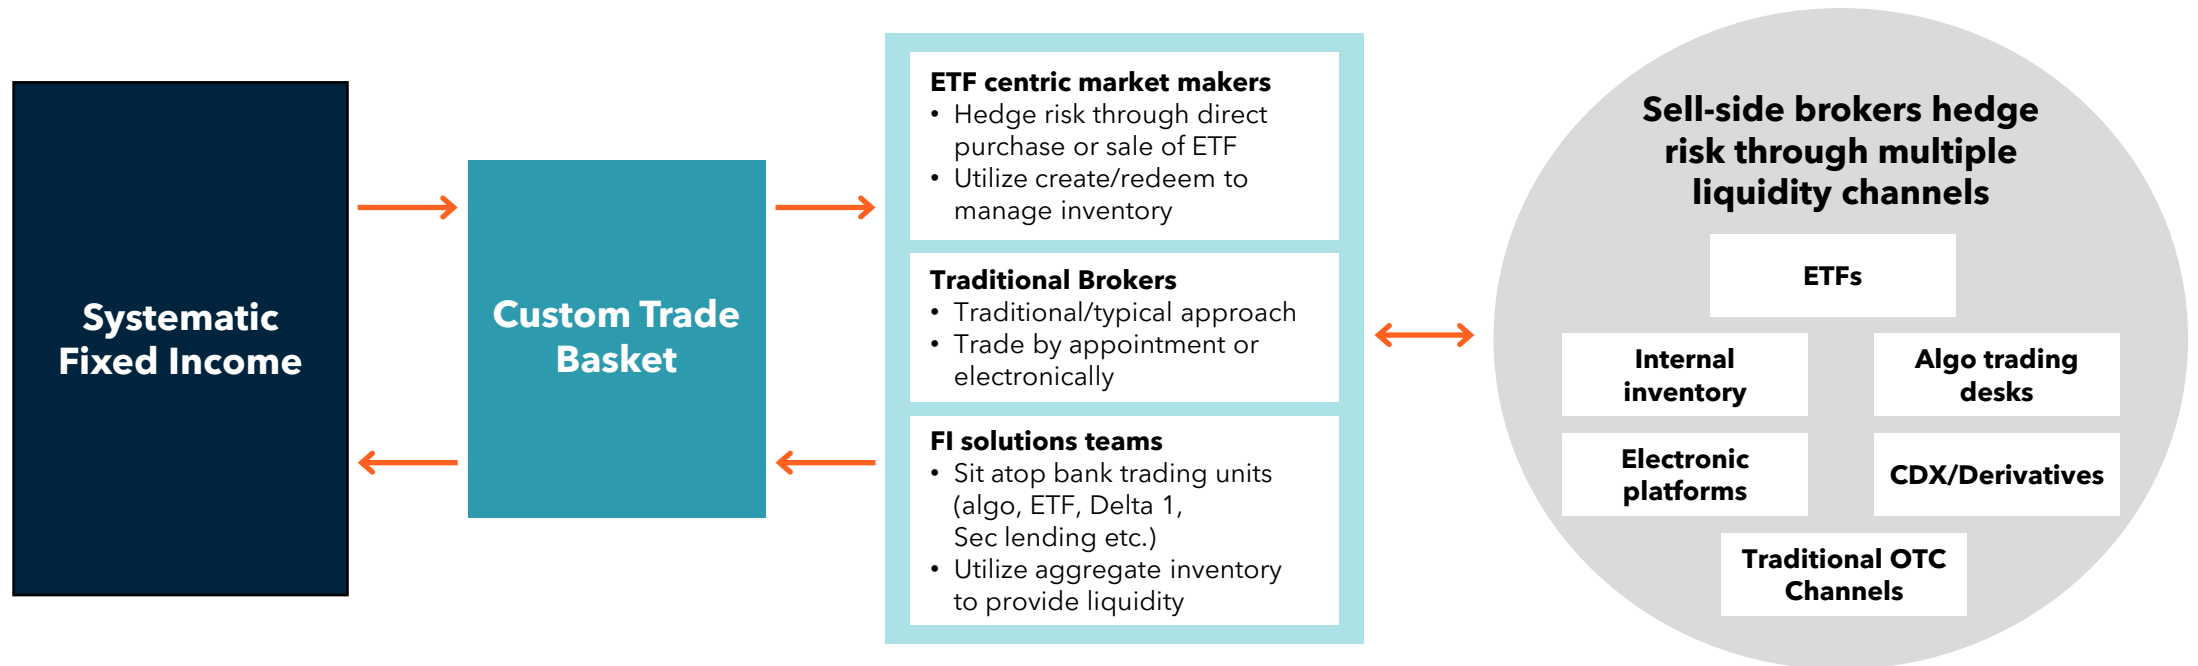 Systematic
Fixed Income
Custom Trade
Basket
ETF centric market makers
• Hedge risk through direct
purchase or sale of ETF
• Utilize create/redeem to
manage inventory
Traditional Brokers
• Traditional/typical approach
• Trade by appointment or
electronically
FI solutions teams
• Sit atop bank trading units
(algo, ETF, Delta 1,
Sec lending etc.)
• Utilize aggregate inventory
to provide liquidity
Sell-side brokers hedge
risk through multiple
liquidity channels
ETFs
Internal
inventory
Algo trading
desks
Electronic
platforms
CDX/Derivatives
Traditional OTC
Channels